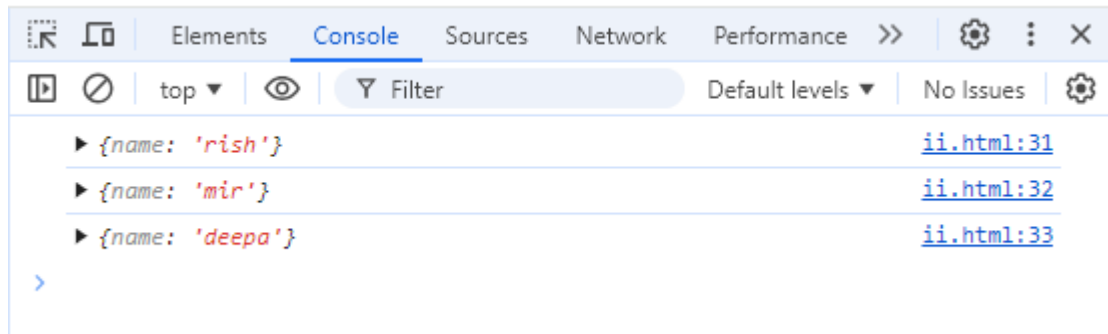 Elements Console Sources Network Performance
top Filter Default levels No Issues
{name: 'rish'} ii.html:31
{name: 'mir'} ii.html:32
{name: 'deepa'} ii.html:33